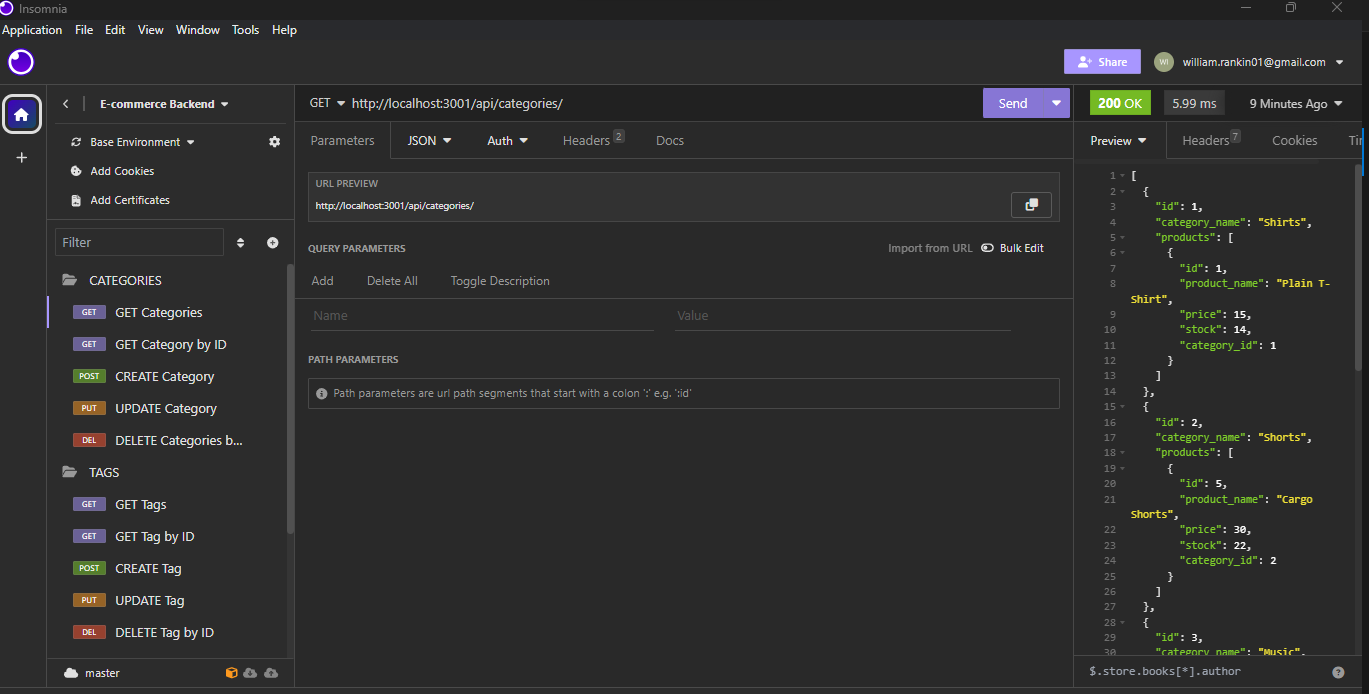 Insomnia
Application File Edit View Window Tools Help
Share
WI
william.rankin01@gmail.com
E-commerce Backend
Base Environment
Add Cookies
Add Certificates
Filter
CATEGORIES
GET GET Categories
GET GET Category by ID
POST CREATE Category
PUT UPDATE Category
DEL DELETE Categories b...
TAGS
GET GET Tags
GET GET Tag by ID
POST CREATE Tag
PUT UPDATE Tag
DEL DELETE Tag by ID
master
GET http://localhost:3001/api/categories/
Send
Parameters JSON Auth Headers 2 Docs
URL PREVIEW
http://localhost:3001/api/categories/
QUERY PARAMETERS
Import from URL Bulk Edit
Add Delete All Toggle Description
Name Value
PATH PARAMETERS
Path parameters are url path segments that start with a colon ':' e.g. ':id'
200 OK 5.99 ms 9 Minutes Ago
Preview Headers 7 Cookies Ti
1 [
2 {
3 "id": 1,
4 "category_name": "Shirts",
5 "products": [
6 {
7 "id": 1,
8 "product_name": "Plain T-
Shirt",
9 "price": 15,
10 "stock": 14,
11 "category_id": 1
12 }
13 ]
14 },
15 {
16 "id": 2,
17 "category_name": "Shorts",
18 "products": [
19 {
20 "id": 5,
21 "product_name": "Cargo
Shorts",
22 "price": 30,
23 "stock": 22,
24 "category_id": 2
25 }
26 ]
27 },
28 {
29 "id": 3,
30 "category_name": "Music",
$.store.books[*].author